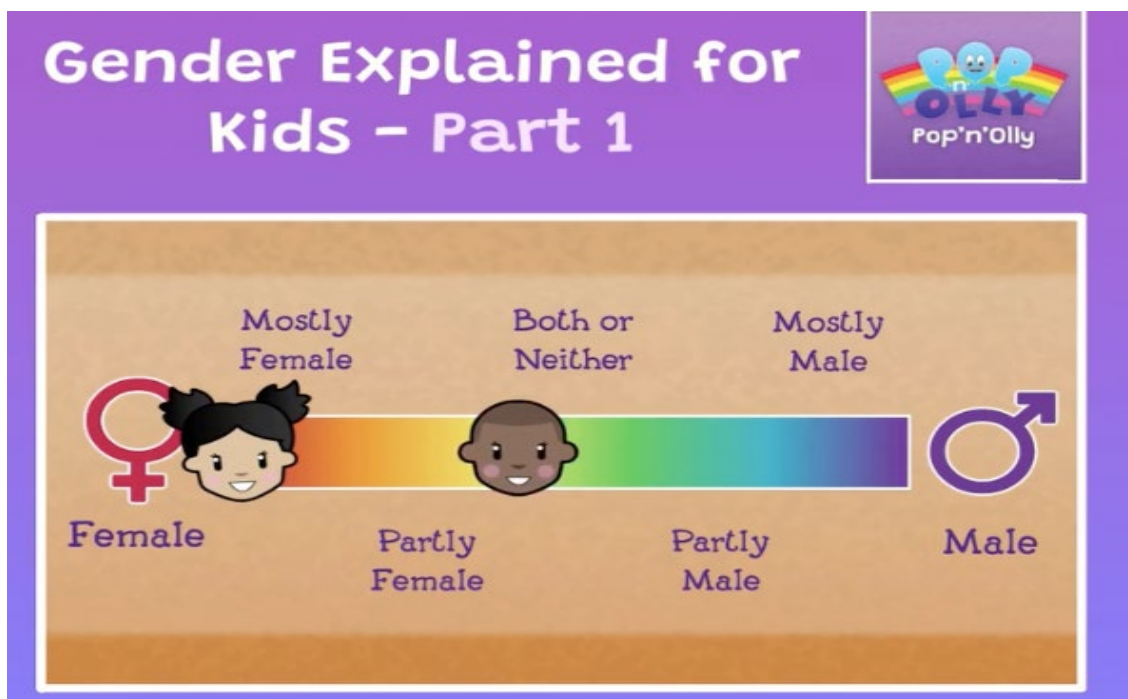 Gender Explained for
Kids - Part 1
POP
'n'
OLLY
Pop'n'Olly
Mostly
Female
Both or
Neither
Mostly
Male
Female
Partly
Female
Partly
Male
Male